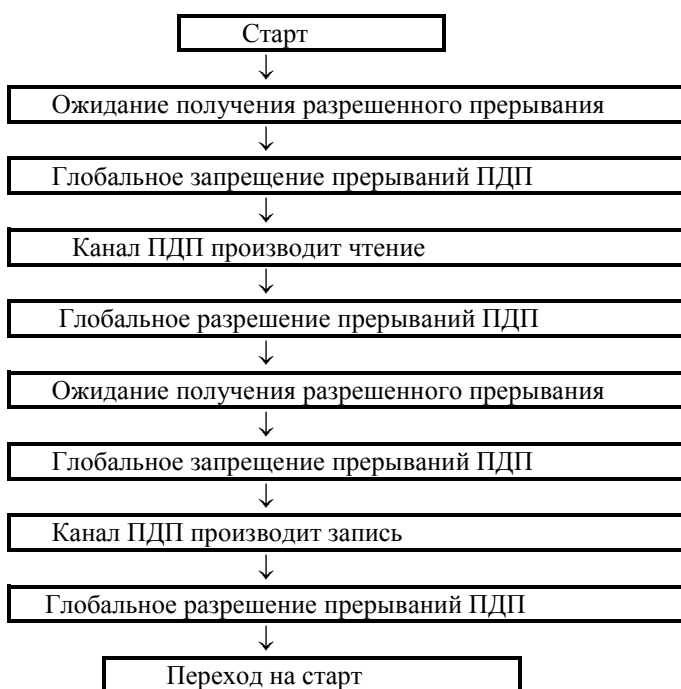 Старт
Ожидание получения разрешенного прерывания
Глобальное запрещение прерываний ПДП
Канал ПДП производит чтение
Глобальное разрешение прерываний ПДП
Ожидание получения разрешенного прерывания
Глобальное запрещение прерываний ПДП
Канал ПДП производит запись
Глобальное разрешение прерываний ПДП
Переход на старт